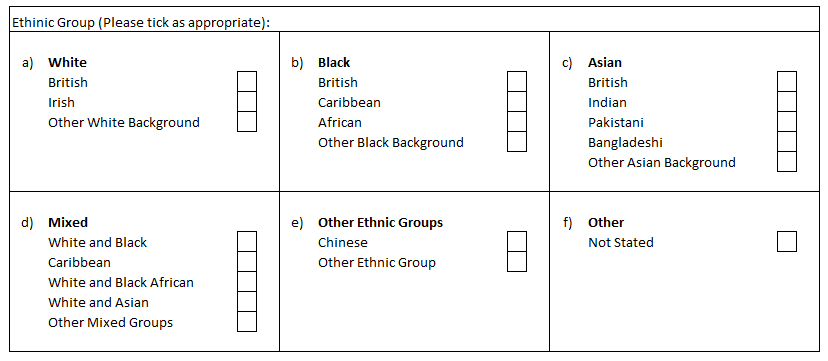 Ethinic Group (Please tick as appropriate):
a) White
British
Irish
Other White Background
b) Black
British
Caribbean
African
Other Black Background
c) Asian
British
Indian
Pakistani
Bangladeshi
Other Asian Background
d) Mixed
White and Black
Caribbean
White and Black African
White and Asian
Other Mixed Groups
e) Other Ethnic Groups
Chinese
Other Ethnic Group
f) Other
Not Stated